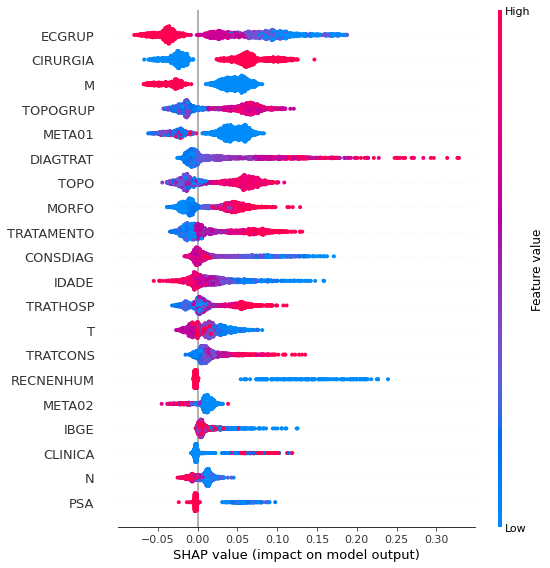 High
ECGRUP
CIRURGIA
M
TOPOGRUP
META01
DIAGTRAT
TOPO
MORFO
TRATAMENTO
CONSDIAG
IDADE
TRATHOSP
T
TRATCONS
RECNENHUM
META02
IBGE
CLINICA
N
PSA
Feature value
Low
−0.05 0.00 0.05 0.10 0.15 0.20 0.25 0.30
SHAP value (impact on model output)